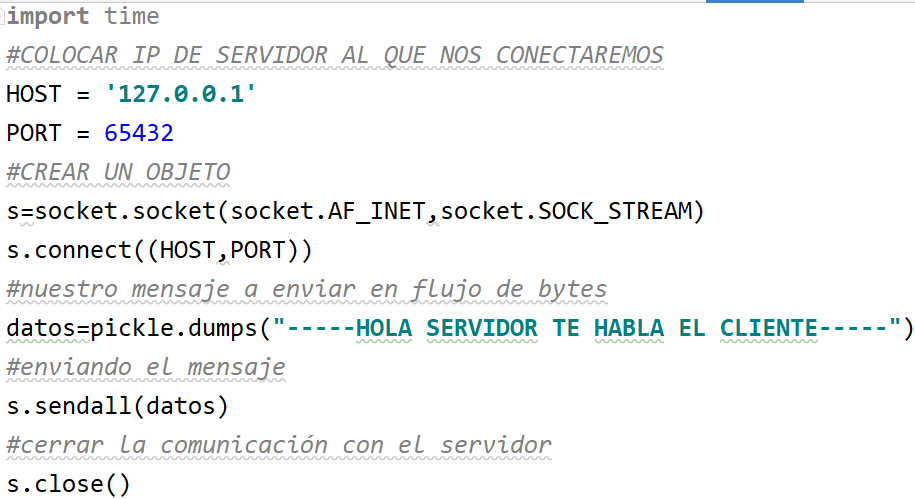 import time
#COLOCAR IP DE SERVIDOR AL QUE NOS CONECTAREMOS
HOST = '127.0.0.1'
PORT = 65432
#CREAR UN OBJETO
s=socket.socket(socket.AF_INET,socket.SOCK_STREAM)
s.connect((HOST,PORT))
#nuestro mensaje a enviar en flujo de bytes
datos=pickle.dumps("-----HOLA SERVIDOR TE HABLA EL CLIENTE-----")
#enviando el mensaje
s.sendall(datos)
#cerrar la comunicación con el servidor
s.close()